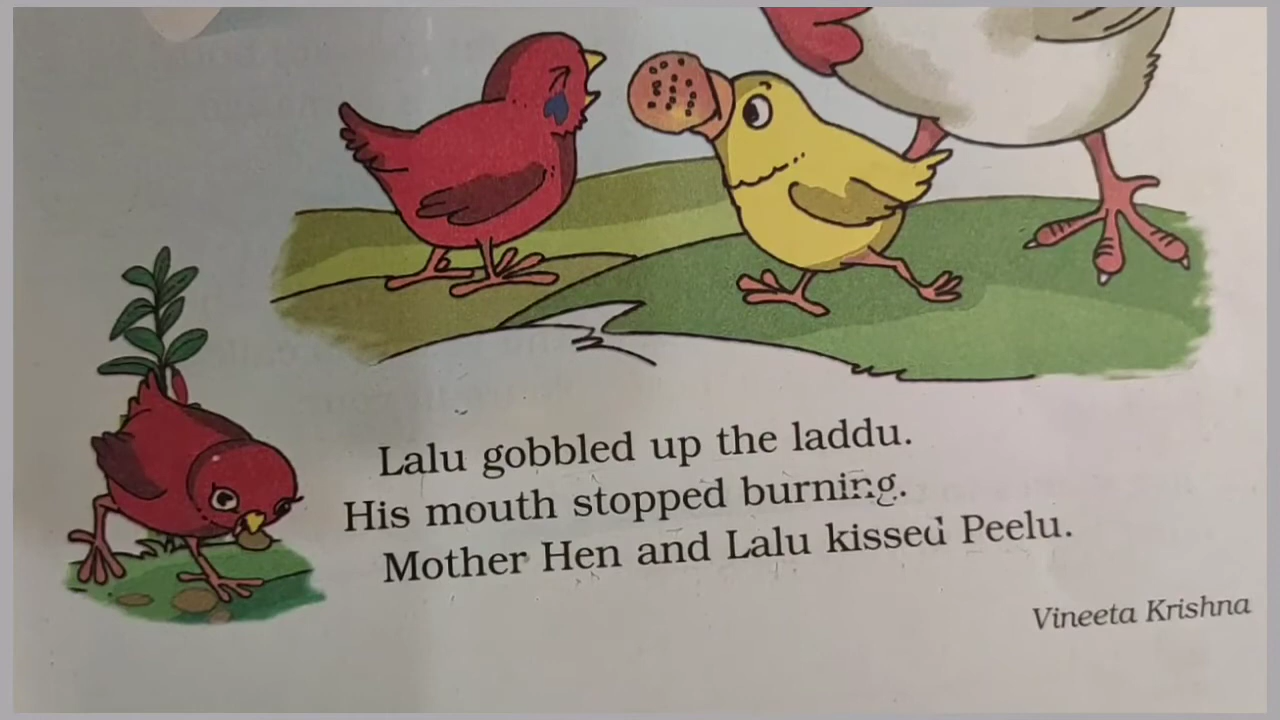 Lalu gobbled up the laddu.
His mouth stopped burning.
Mother Hen and Lalu kissed Peelu.
Vineeta Krishna